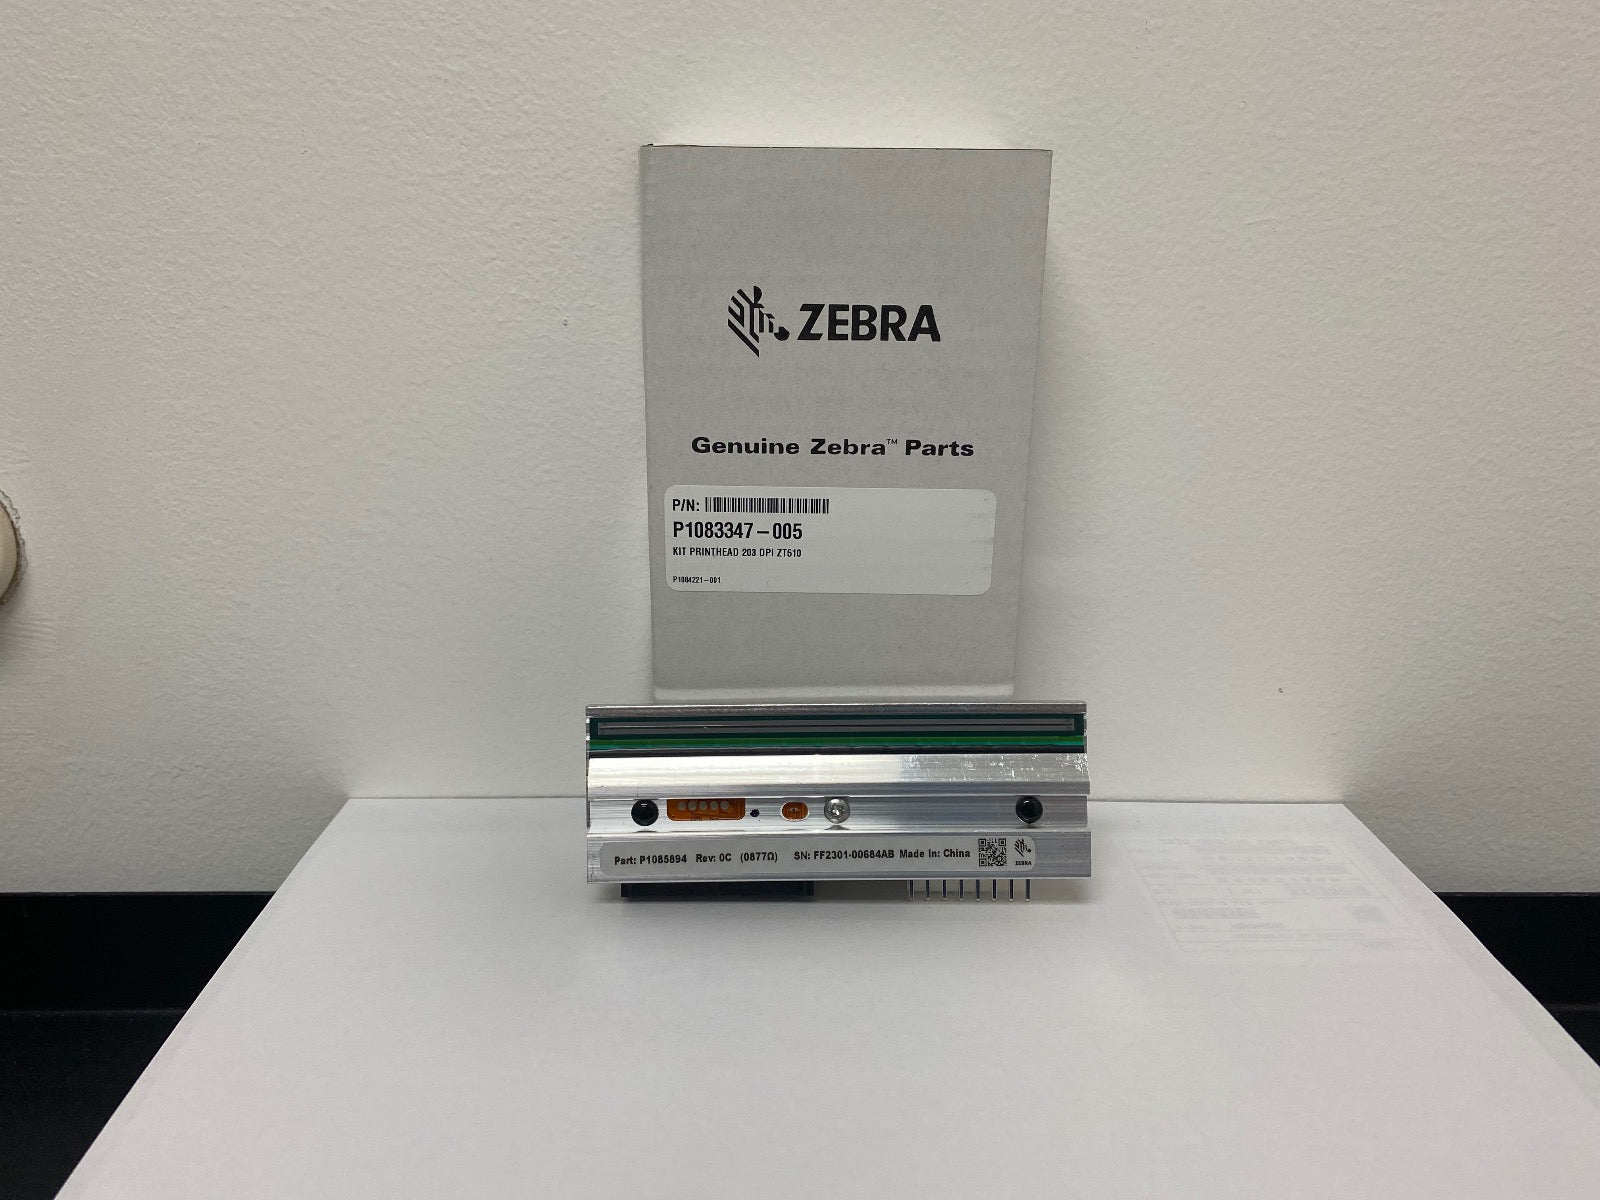 ZEBRA
Genuine Zebra™ Parts
P/N:
P1083347-005
KIT PRINTHEAD 203 DPI ZT510
P1084221-001
Part: P1085894 Rev: 0C (0877Ω) SN: FF2301-00684AB Made In: China
ZEBRA